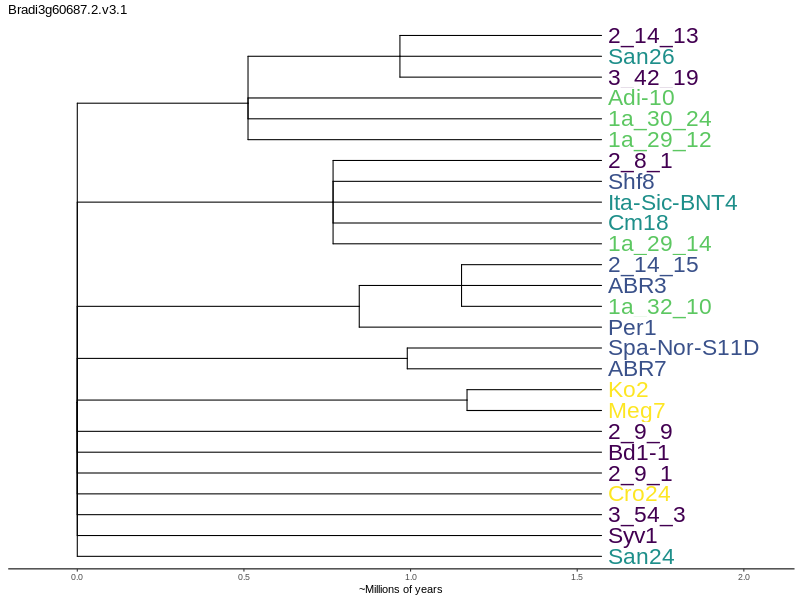 Bradi3g60687.2.v3.1
2_14_13
San26
3_42_19
Adi-10
1a_30_24
1a_29_12
2_8_1
Shf8
Ita-Sic-BNT4
Cm18
1a_29_14
2_14_15
ABR3
1a_32_10
Per1
Spa-Nor-S11D
ABR7
Ko2
Meg7
2_9_9
Bd1-1
2_9_1
Cro24
3_54_3
Syv1
San24
0.0 0.5 1.0 1.5 2.0
~Millions of years